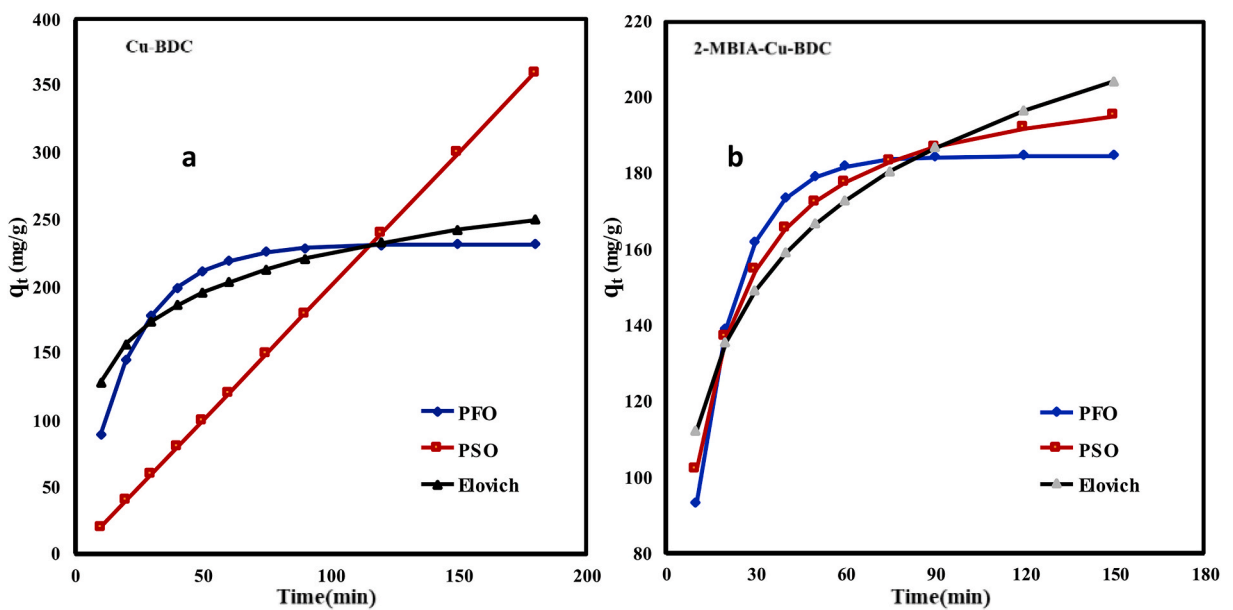 Cu-BDC
a
400
350
300
250
200
150
100
50
0
qt (mg/g)
0 50 100 150 200
Time(min)
PFO
PSO
Elovich
2-MBIA-Cu-BDC
b
220
200
180
160
140
120
100
80
qt (mg/g)
0 30 60 90 120 150 180
Time(min)
PFO
PSO
Elovich